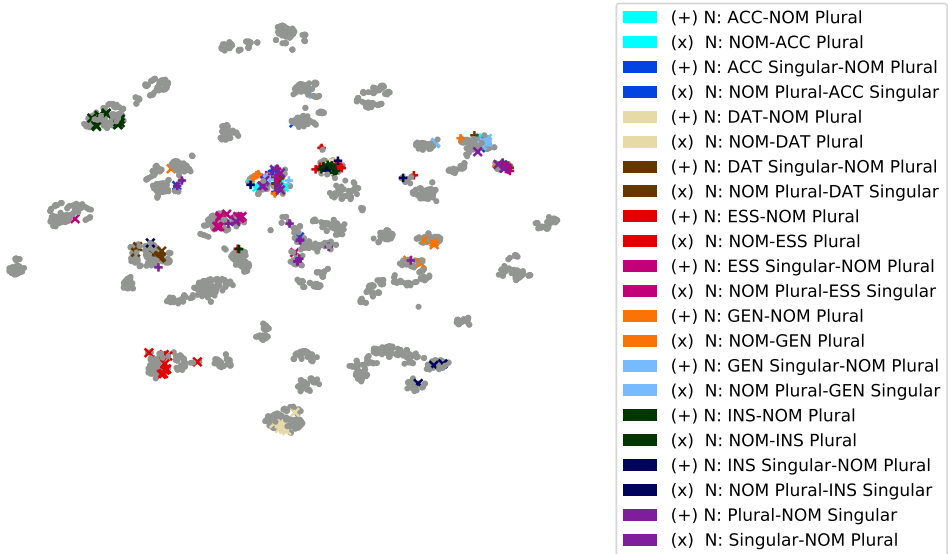 (+) N: ACC-NOM Plural
(x)  N: NOM-ACC Plural
(+) N: ACC Singular-NOM Plural
(x)  N: NOM Plural-ACC Singular
(+) N: DAT-NOM Plural
(x)  N: NOM-DAT Plural
(+) N: DAT Singular-NOM Plural
(x)  N: NOM Plural-DAT Singular
(+) N: ESS-NOM Plural
(x)  N: NOM-ESS Plural
(+) N: ESS Singular-NOM Plural
(x)  N: NOM Plural-ESS Singular
(+) N: GEN-NOM Plural
(x)  N: NOM-GEN Plural
(+) N: GEN Singular-NOM Plural
(x)  N: NOM Plural-GEN Singular
(+) N: INS-NOM Plural
(x)  N: NOM-INS Plural
(+) N: INS Singular-NOM Plural
(x)  N: NOM Plural-INS Singular
(+) N: Plural-NOM Singular
(x)  N: Singular-NOM Plural